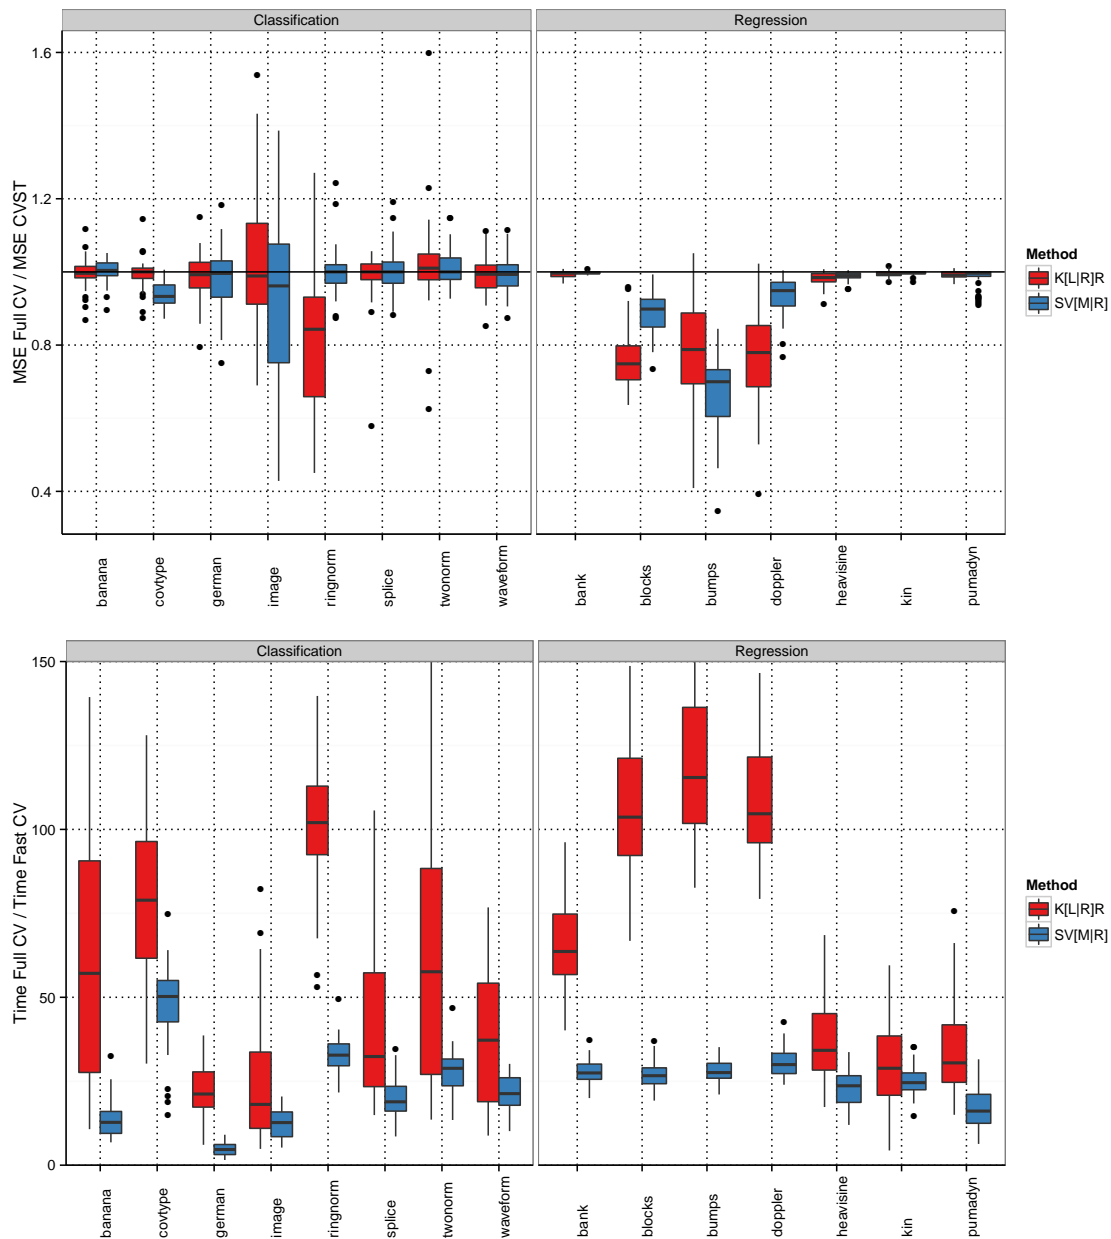 Classification
Regression
MSE Full CV / MSE CVST
1.6
1.2
0.8
0.4
banana
covtype
german
image
ringnorm
splice
twonorm
waveform
bank
blocks
bumps
doppler
heavisine
kin
pumadyn
Method
K[L|R]R
SV[M|R]
Classification
Regression
Time Full CV / Time Fast CV
150
100
50
0
banana
covtype
german
image
ringnorm
splice
twonorm
waveform
bank
blocks
bumps
doppler
heavisine
kin
pumadyn
Method
K[L|R]R
SV[M|R]